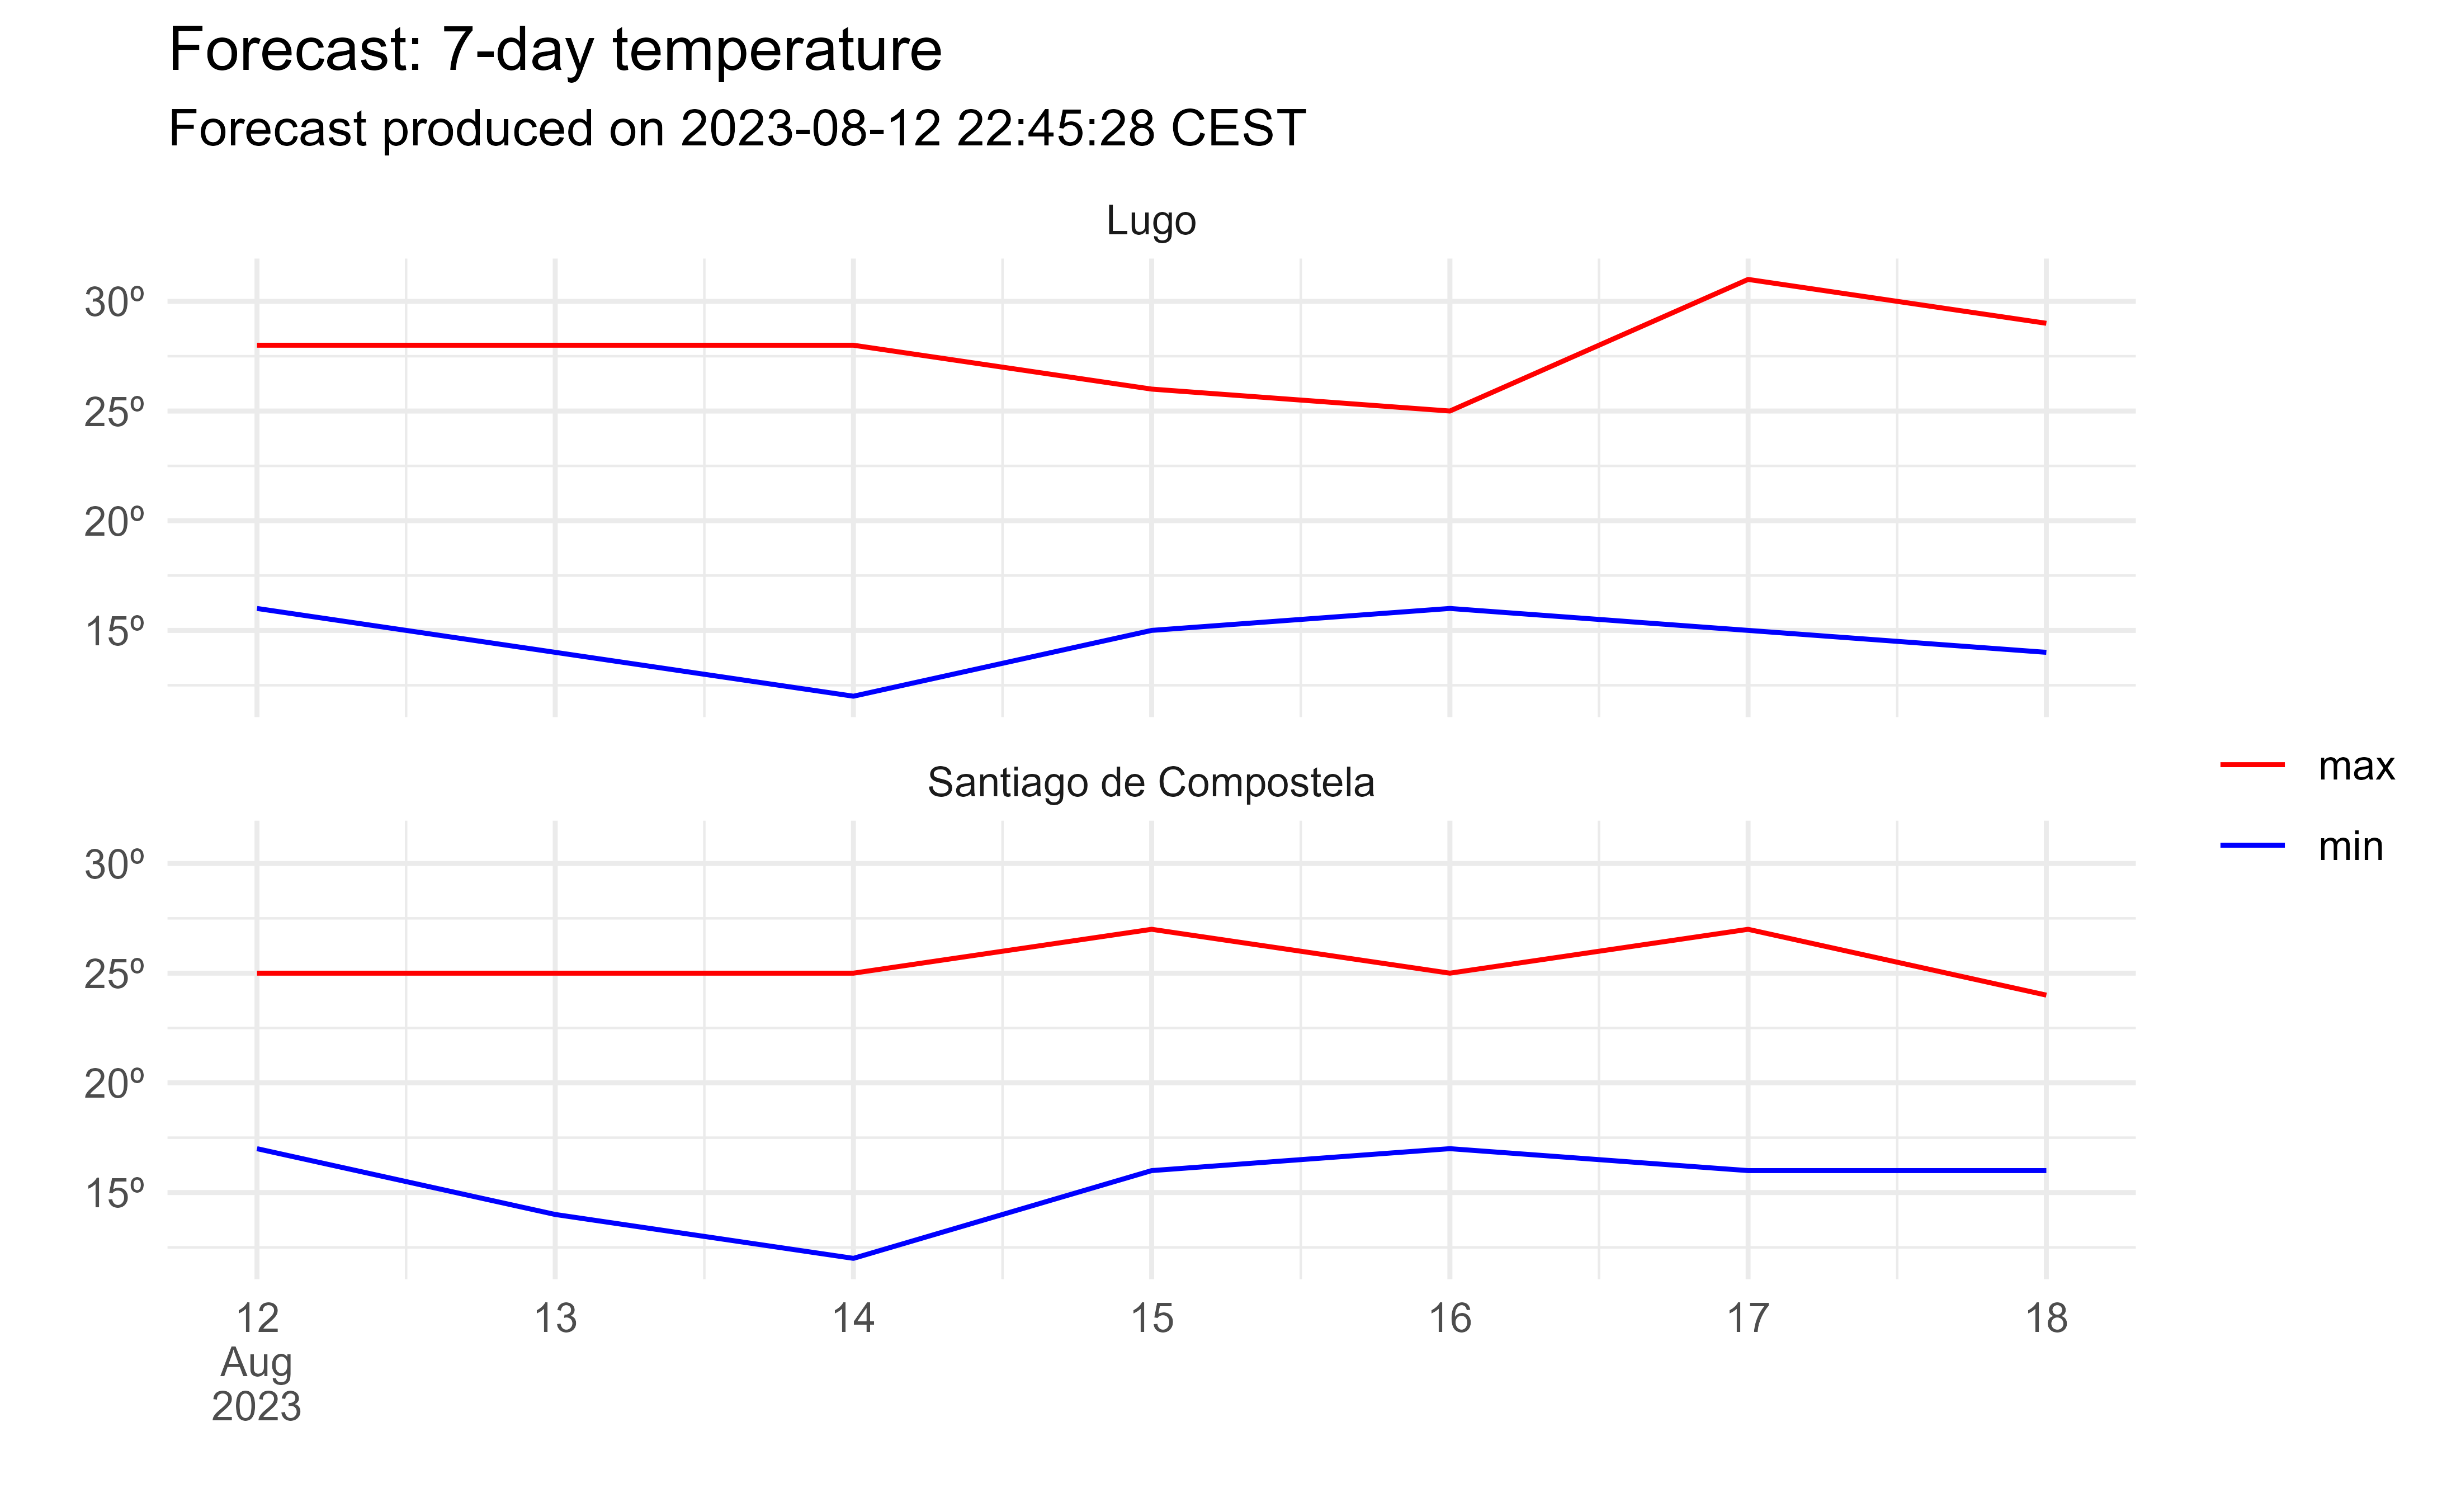 Forecast: 7-day temperature
Forecast produced on 2023-08-12 22:45:28 CEST
Lugo
30º
25º
20º
15º
Santiago de Compostela
30º
25º
20º
15º
12 13 14 15 16 17 18
Aug
2023
max
min